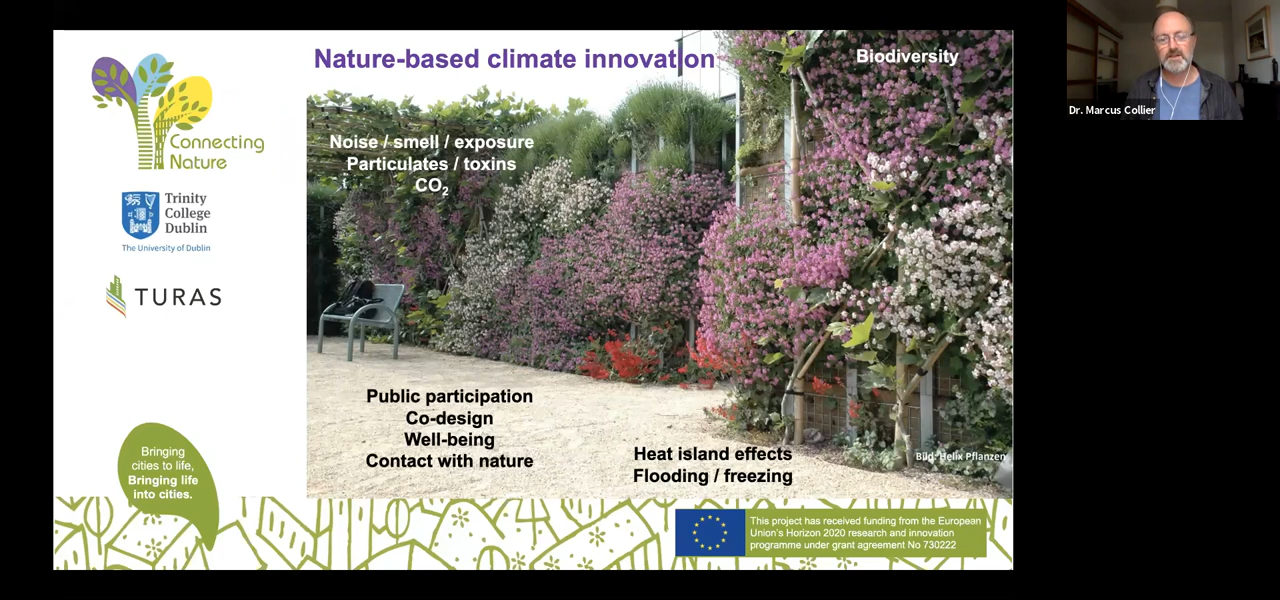 Nature-based climate innovation
Biodiversity
Connecting
Nature
Noise / smell / exposure
Particulates / toxins
CO₂
Trinity
College
Dublin
The University of Dublin
TURAS
Public participation
Co-design
Well-being
Contact with nature
Heat island effects
Flooding / freezing
Bild: Helix Pflanzen
Bringing
cities to life,
Bringing life
into cities.
This project has received funding from the European
Union's Horizon 2020 research and innovation
programme under grant agreement No 730222
Dr. Marcus Collier